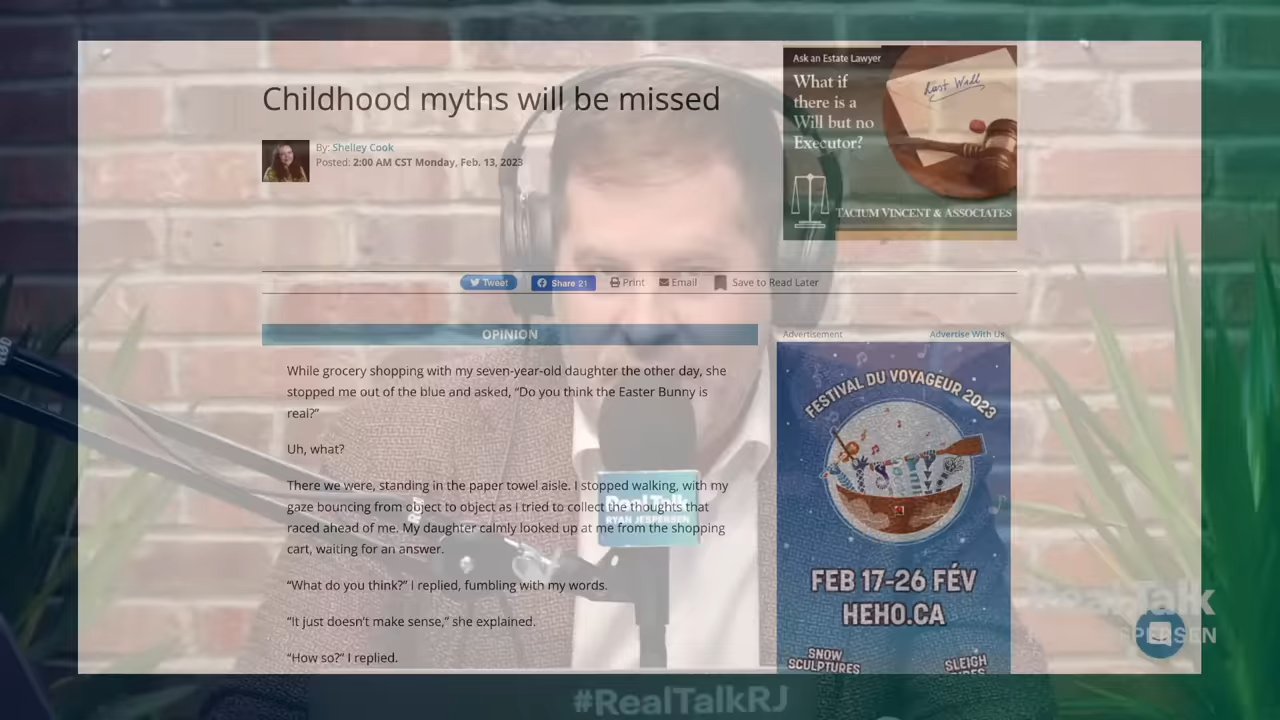 Childhood myths will be missed
By: Shelley Cook
Posted: 2:00 AM CST Monday, Feb. 13, 2023
Ask an Estate Lawyer
What if
there is a
Will but no
Executor?
Last Will
TACIUM VINCENT & ASSOCIATES
Tweet
Share 21
Print
Email
Save to Read Later
OPINION
While grocery shopping with my seven-year-old daughter the other day, she
stopped me out of the blue and asked, “Do you think the Easter Bunny is
real?”
Uh, what?
There we were, standing in the paper towel aisle. I stopped walking, with my
gaze bouncing from object to object as I tried to collect the thoughts that
raced ahead of me. My daughter calmly looked up at me from the shopping
cart, waiting for an answer.
“What do you think?” I replied, fumbling with my words.
“It just doesn’t make sense,” she explained.
“How so?” I replied.
Advertisement
Advertise With Us
FESTIVAL DU VOYAGEUR 2023
FEB 17-26 FÉV
HEHO.CA
SNOW
SCULPTURES
SLEIGH
RØDE
Real Talk
RYAN JESPERSEN
Real Talk
#RealTalkRJ